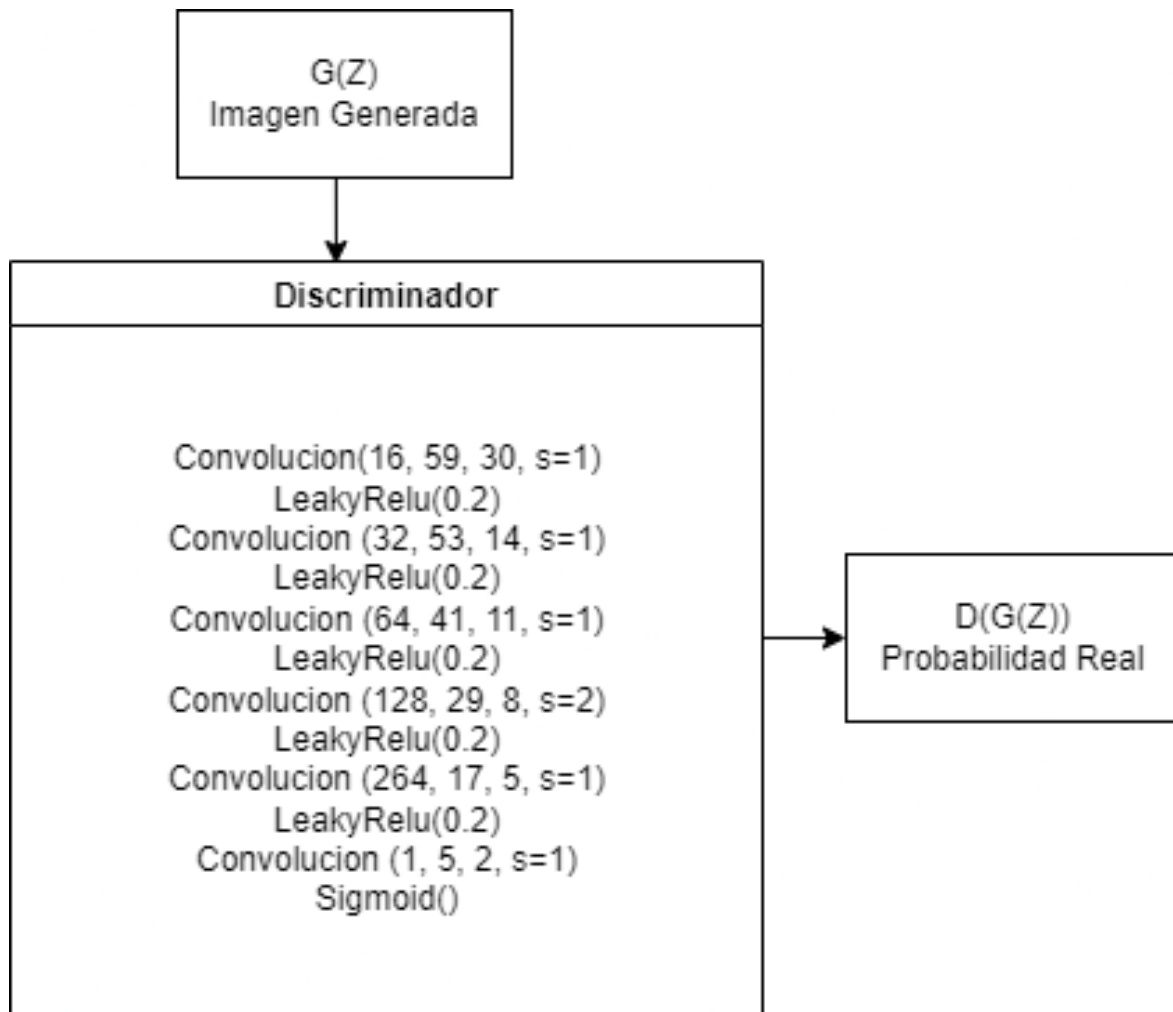 G(Z)
Imagen Generada
Discriminador
Convolucion(16, 59, 30, s=1)
LeakyRelu(0.2)
Convolucion (32, 53, 14, s=1)
LeakyRelu(0.2)
Convolucion (64, 41, 11, s=1)
LeakyRelu(0.2)
Convolucion (128, 29, 8, s=2)
LeakyRelu(0.2)
Convolucion (264, 17, 5, s=1)
LeakyRelu(0.2)
Convolucion (1, 5, 2, s=1)
Sigmoid()
D(G(Z))
Probabilidad Real